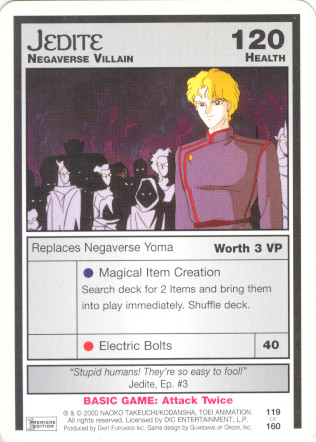 JEDITE
120
NEGAVERSE VILLAIN
HEALTH
Replaces Negaverse Yoma
Worth 3 VP
Magical Item Creation
Search deck for 2 Items and bring them
into play immediately. Shuffle deck.
Electric Bolts
40
"Stupid humans! They're so easy to fool!"
Jedite, Ep. #3
BASIC GAME: Attack Twice
PREMIERE
EDITION
® & © 2000 NAOKO TAKEUCHI/KODANSHA, TOEI ANIMATION.
All Rights Reserved. Licensed by DIC ENTERTAINMENT, L.P.
Produced by DART FLIPCARDS INC. Game design by GUARDIANS OF ORDER, INC.
119
OF
160